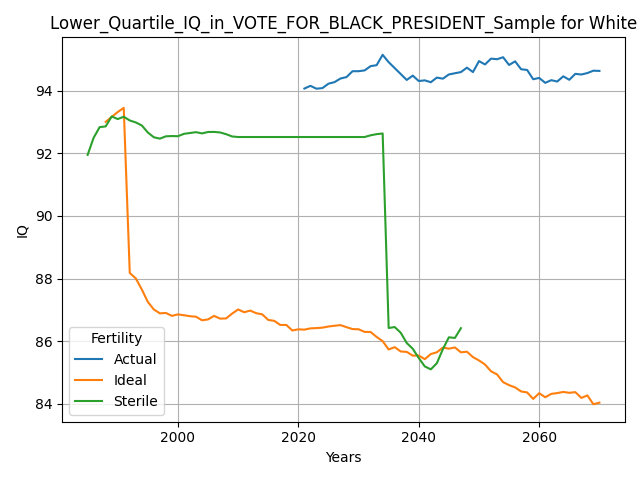 Lower_Quartile_IQ_in_VOTE_FOR_BLACK_PRESIDENT_Sample for White
IQ
94
92
90
88
86
84
Fertility
Actual
Ideal
Sterile
2000
2020
2040
2060
Years